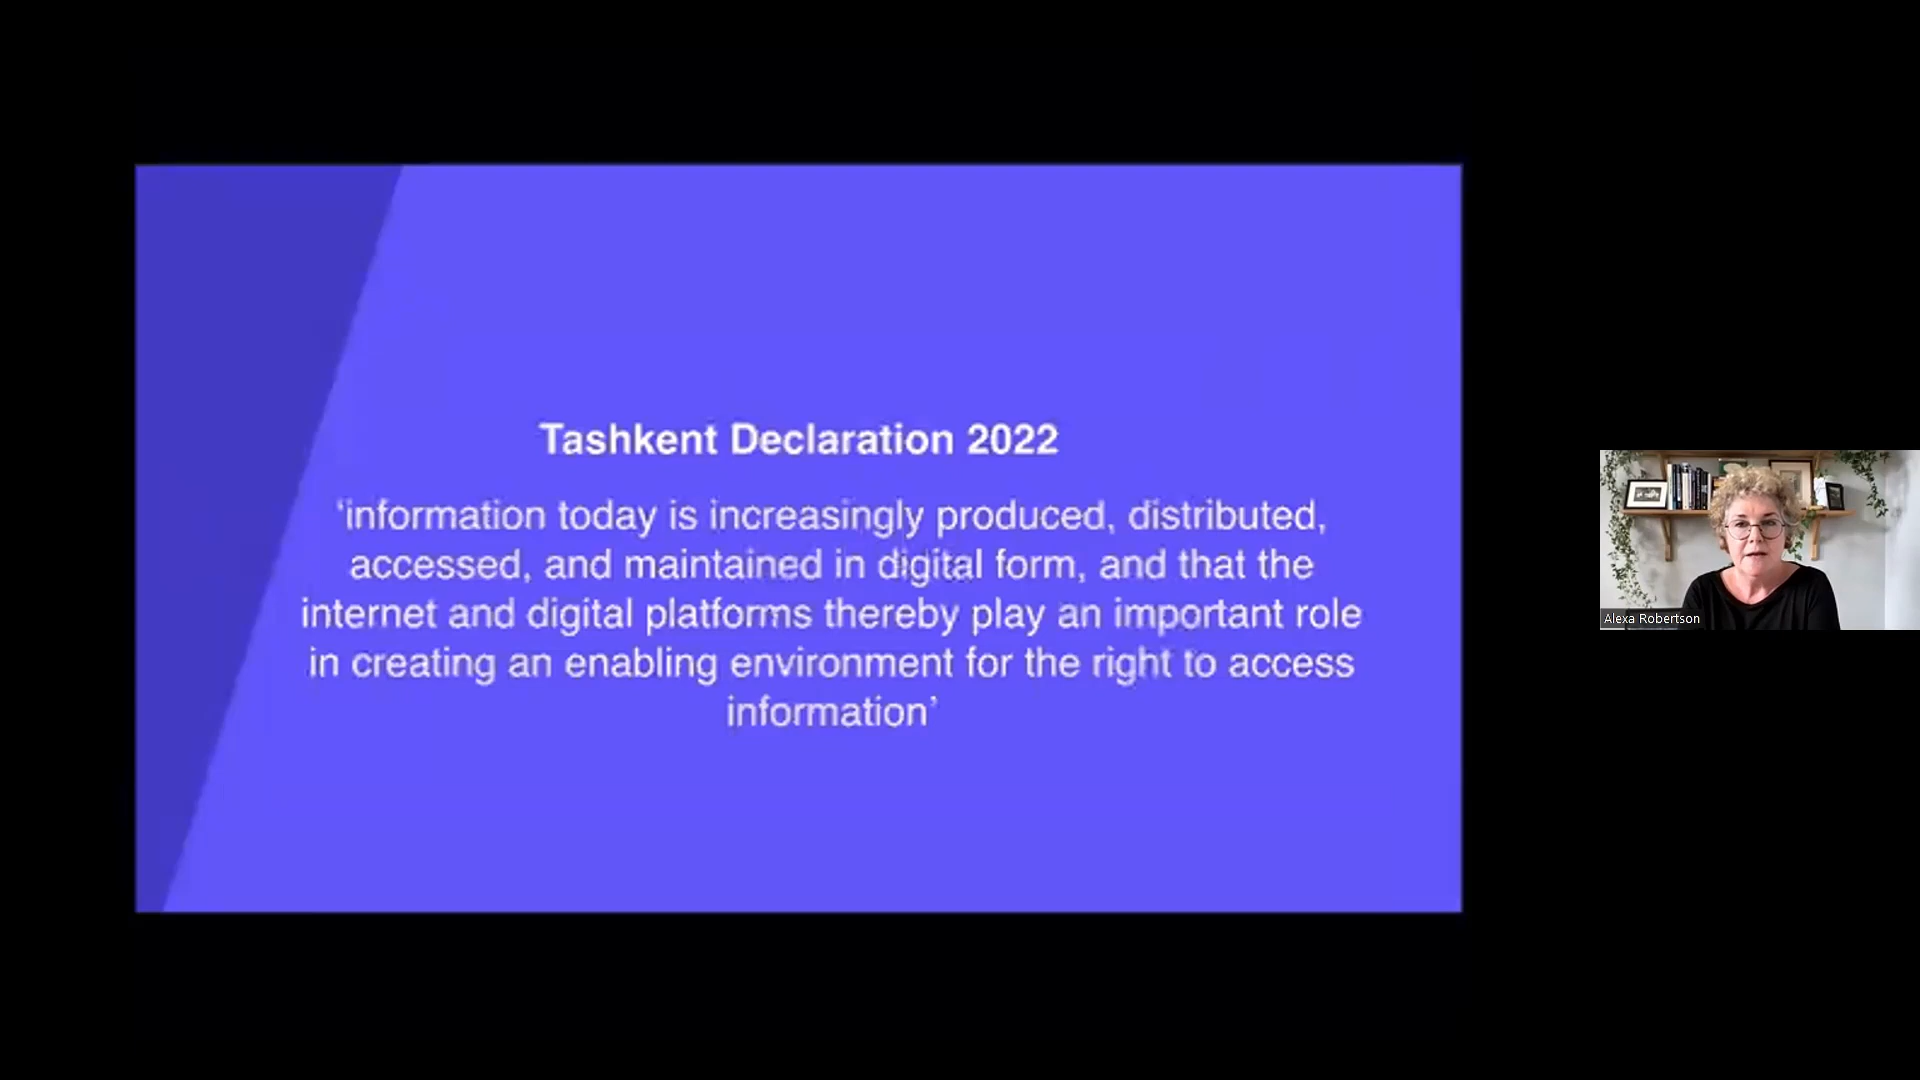 Tashkent Declaration 2022
‘information today is increasingly produced, distributed,
accessed, and maintained in digital form, and that the
internet and digital platforms thereby play an important role
in creating an enabling environment for the right to access
information’
Alexa Robertson